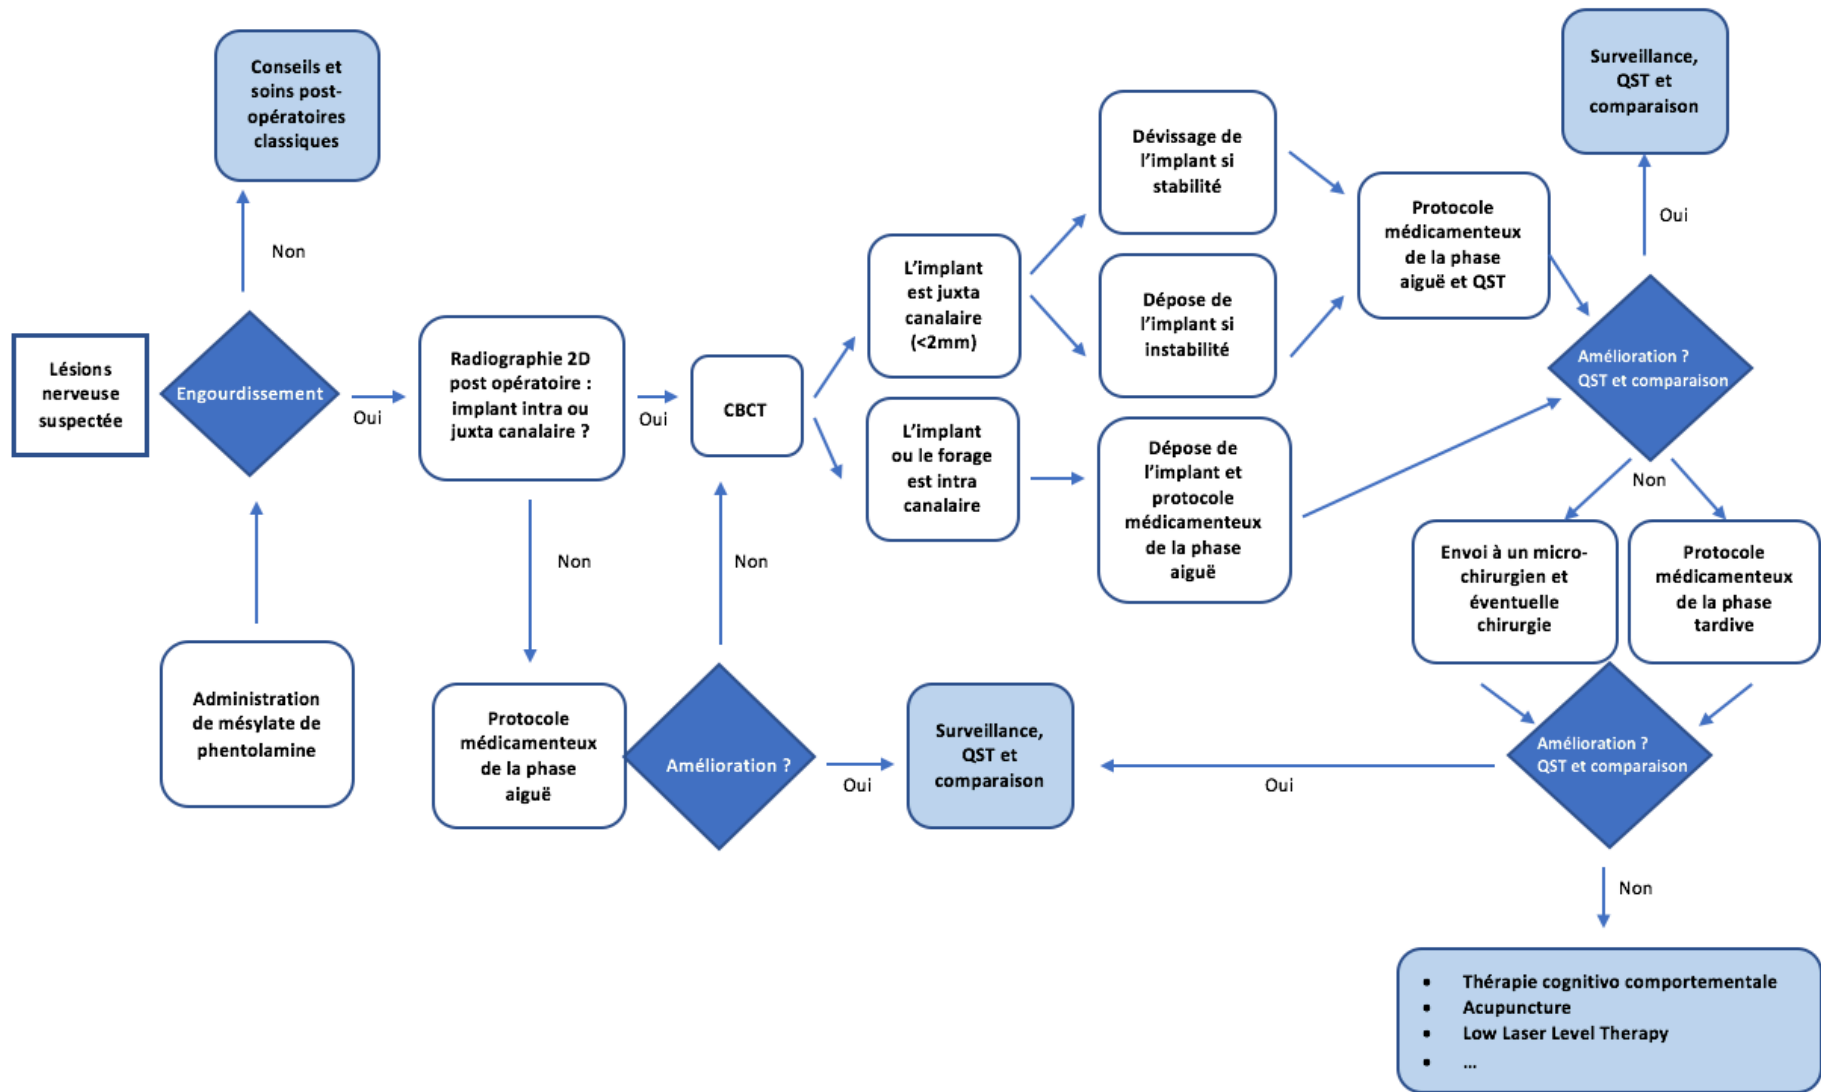 Conseils et
soins post-
opératoires
classiques
Non
Lésions
nerveuse
suspectée
Engourdissement
Oui
Administration
de mésylate de
phentolamine
Radiographie 2D
post opératoire :
implant intra ou
juxta canalaire ?
Oui
Non
Protocole
médicamenteux
de la phase
aiguë
Amélioration ?
Non
Oui
CBCT
L'implant
est juxta
canalaire
(<2mm)
L'implant
ou le forage
est intra
canalaire
Dévissage de
l'implant si
stabilité
Dépose de
l'implant si
instabilité
Dépose de
l'implant et
protocole
médicamenteux
de la phase
aiguë
Protocole
médicamenteux
de la phase
aiguë et QST
Surveillance,
QST et
comparaison
Oui
Amélioration ?
QST et comparaison
Non
Envoi à un micro-
chirurgien et
éventuelle
chirurgie
Protocole
médicamenteux
de la phase
tardive
Amélioration ?
QST et comparaison
Oui
Surveillance,
QST et
comparaison
Non
▪ Thérapie cognitivo comportementale
▪ Acupuncture
▪ Low Laser Level Therapy
▪ ...